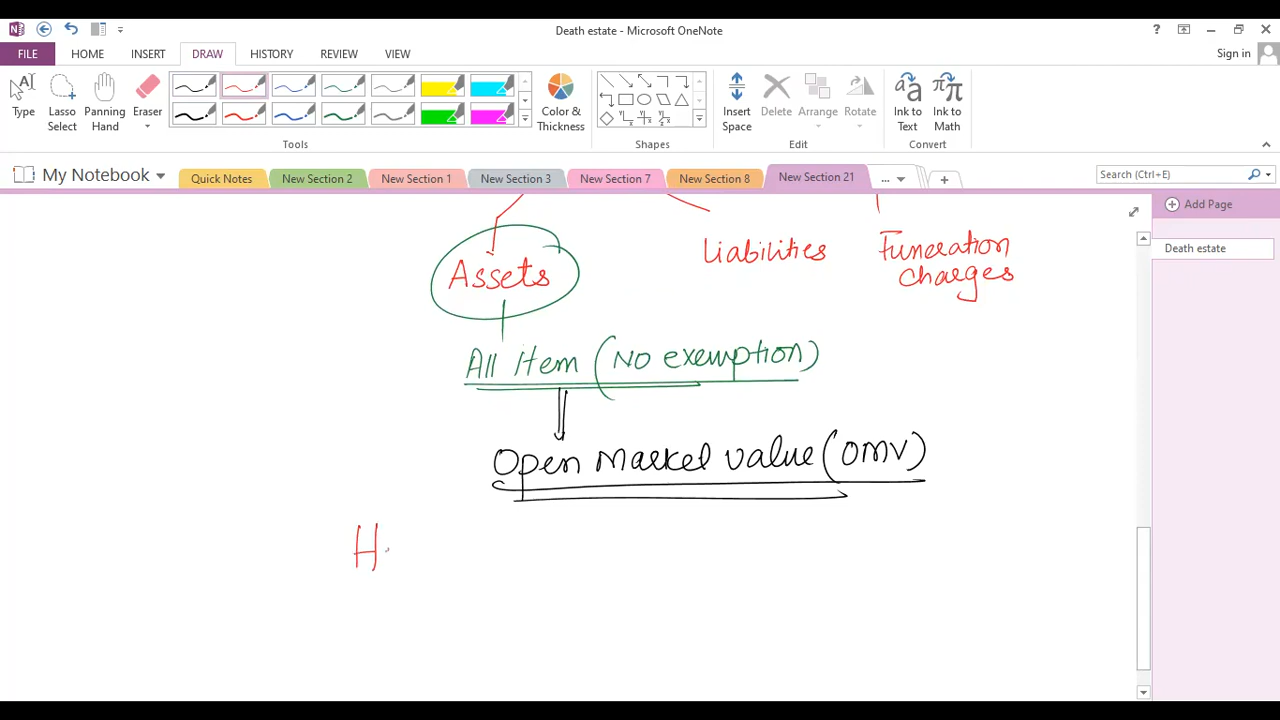 Death estate - Microsoft OneNote
?
FILE HOME INSERT DRAW HISTORY REVIEW VIEW
Sign in
Type
Lasso Select
Panning Hand
Eraser
Color & Thickness
Insert Space
Delete
Arrange
Rotate
Ink to Text
Ink to Math
Tools
Shapes
Edit
Convert
My Notebook
Quick Notes
New Section 2
New Section 1
New Section 3
New Section 7
New Section 8
New Section 21
...
Search (Ctrl+E)
Add Page
Death estate
Assets
Liabilities
Funeration
charges
All Item (No exemption)
Open Market value (OMV)
H